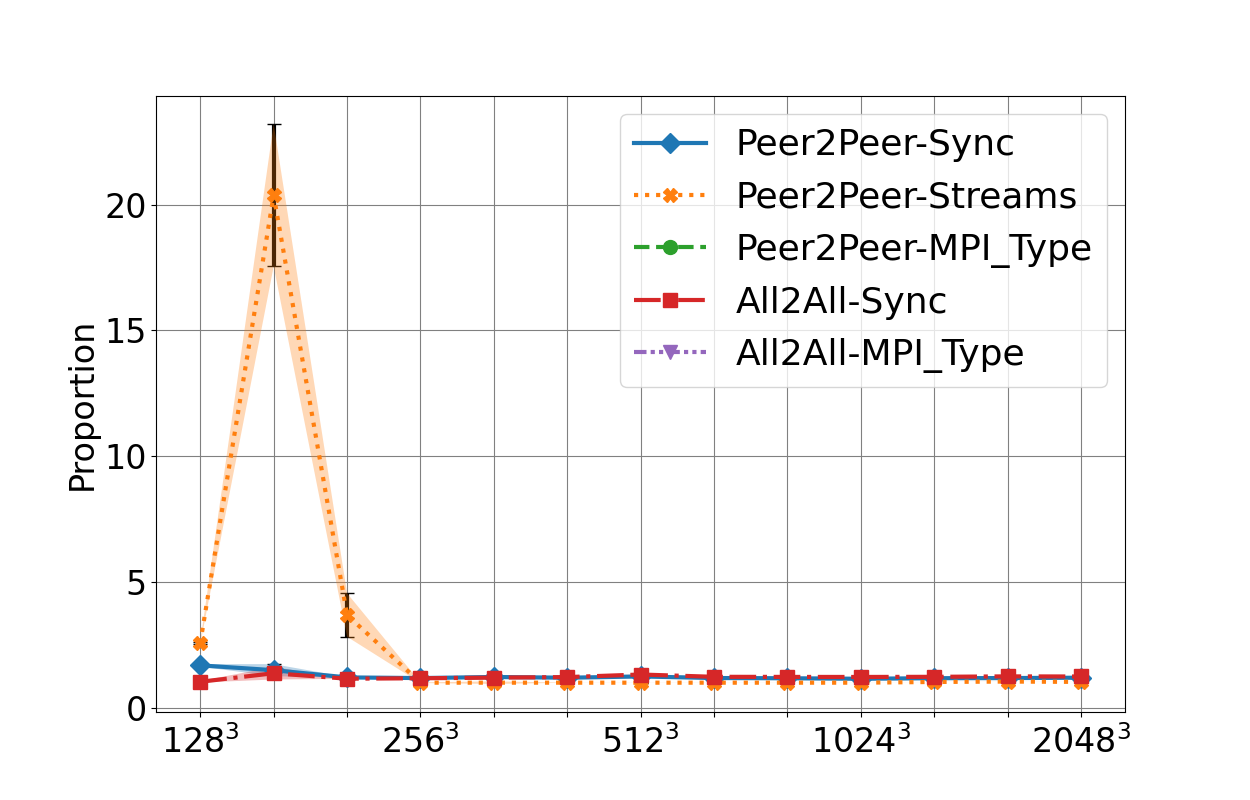 Proportion
20
15
10
5
0
128³
256³
512³
1024³
2048³
Peer2Peer-Sync
Peer2Peer-Streams
Peer2Peer-MPI_Type
All2All-Sync
All2All-MPI_Type